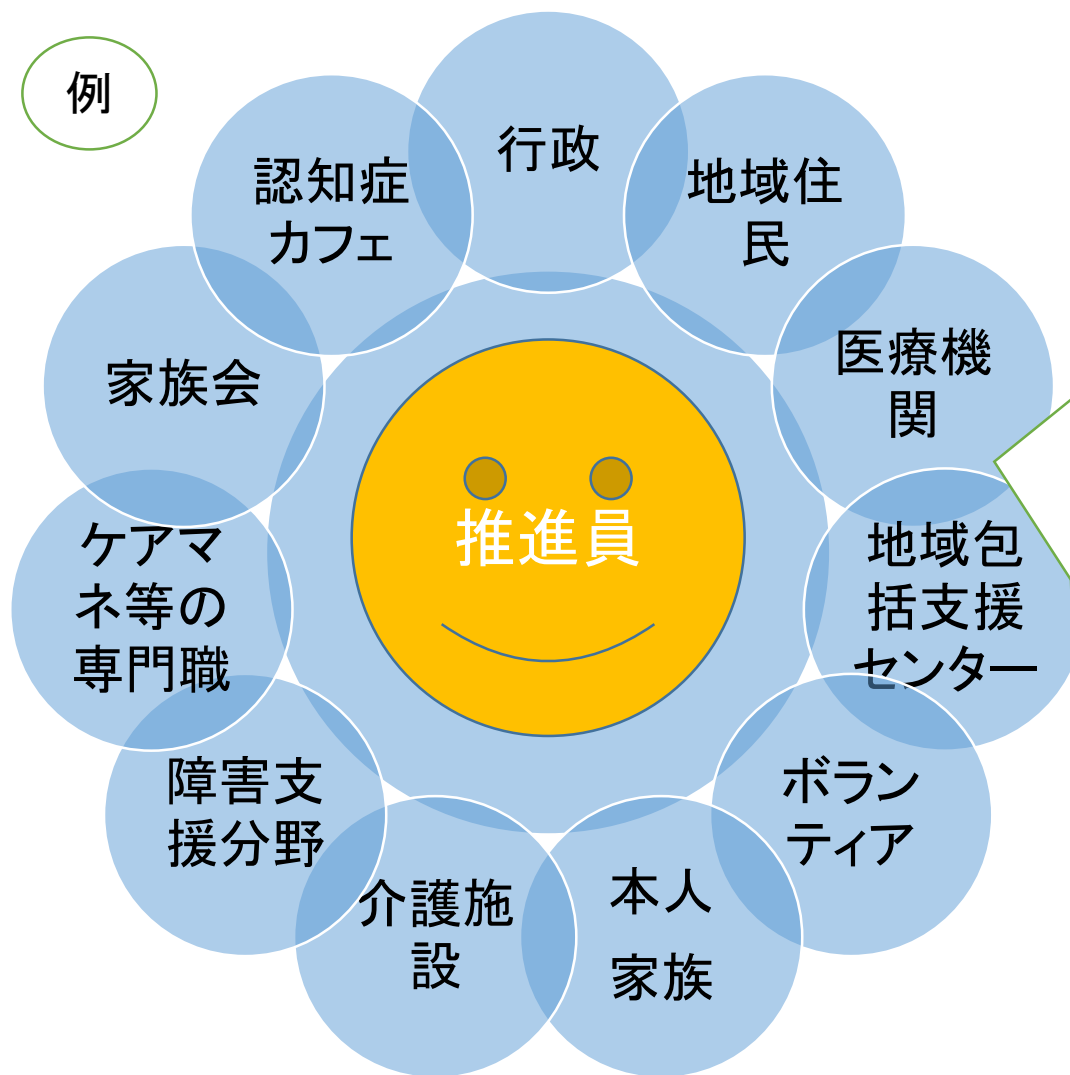 例
行政
地域住
民
医療機
関
地域包
括支援
センター
ボラン
ティア
本人
家族
介護施
設
障害支
援分野
ケアマ
ネ等の
専門職
家族会
認知症
カフェ
推進員